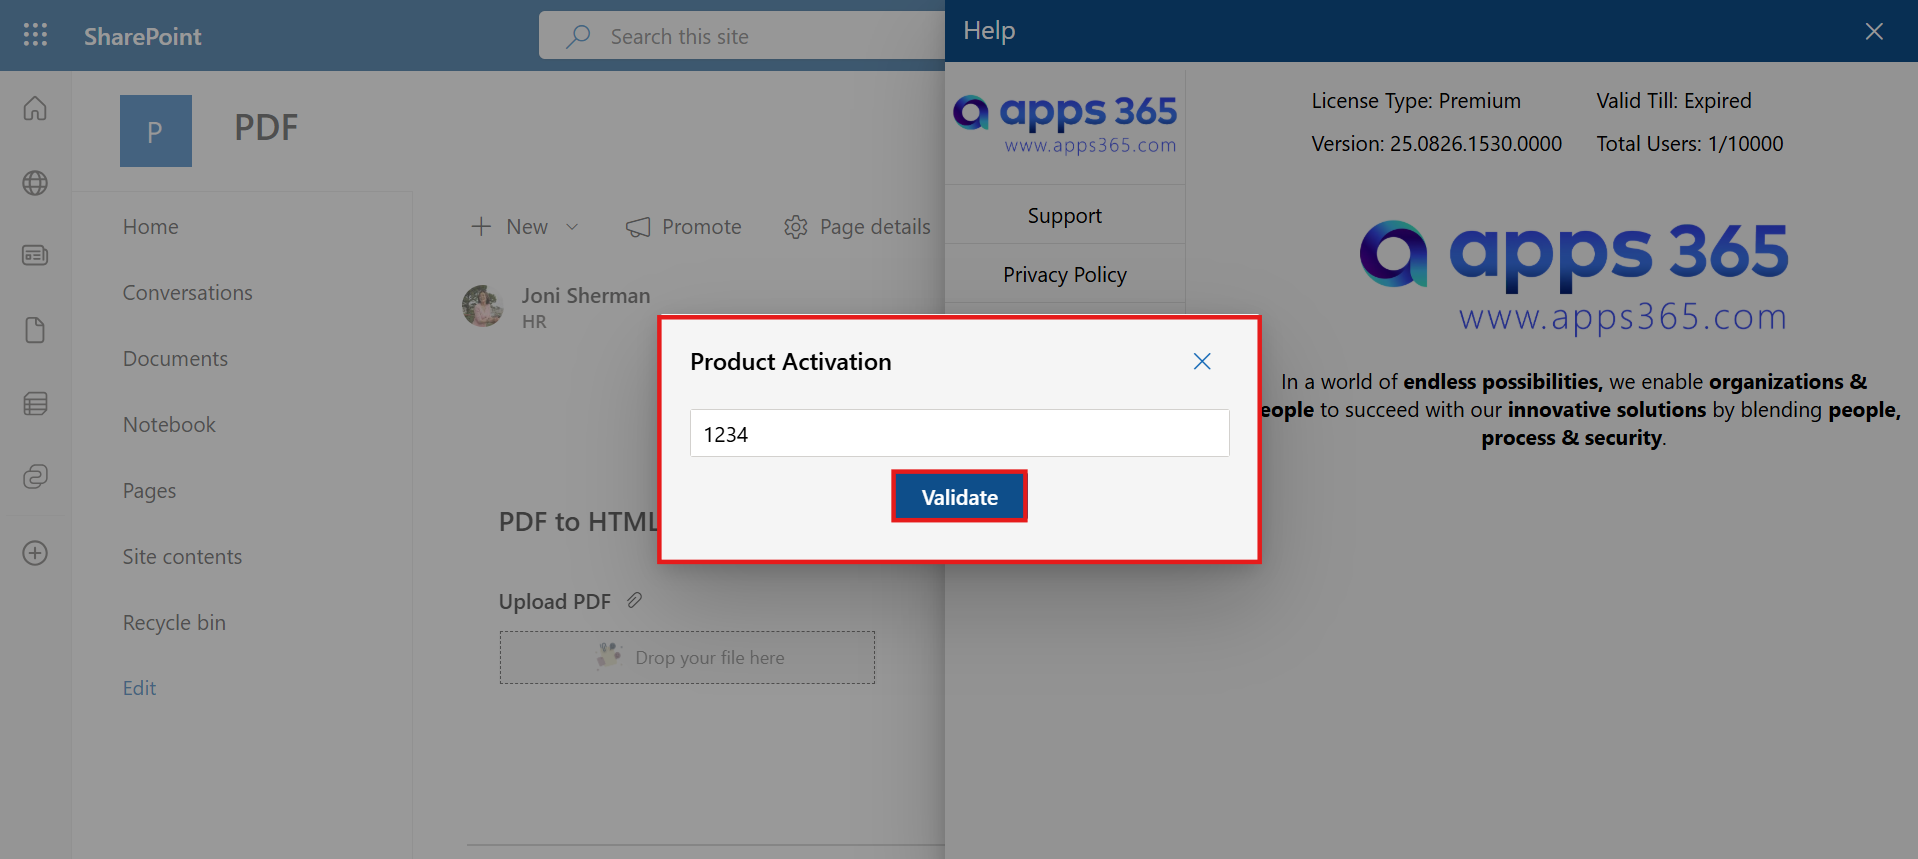 SharePoint
Search this site
Help
P
PDF
Home
Conversations
Documents
Notebook
Pages
Site contents
Recycle bin
Edit
New
Promote
Page details
Joni Sherman
HR
PDF to HTML
Upload PDF
Drop your file here
apps 365
www.apps365.com
Support
Privacy Policy
License Type: Premium
Valid Till: Expired
Version: 25.0826.1530.0000
Total Users: 1/10000
apps 365
www.apps365.com
In a world of endless possibilities, we enable organizations &
eople to succeed with our innovative solutions by blending people,
process & security.
Product Activation
1234
Validate